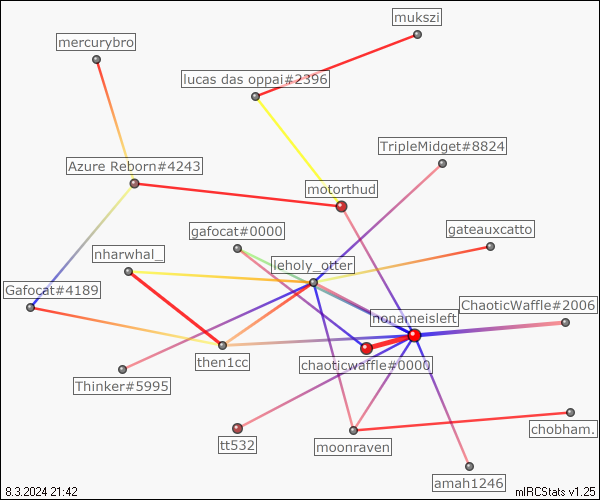 mukszi
mercurybro
lucas das oppai#2396
TripleMidget#8824
Azure Reborn#4243
motorthud
gafocat#0000
gateauxcatto
nharwhal_
leholy_otter
Gafocat#4189
ChaoticWaffle#2006
nonameisleft
then1cc
chaoticwaffle#0000
Thinker#5995
chobham.
tt532
moonraven
amah1246
8.3.2024 21:42
mIRCStats v1.25